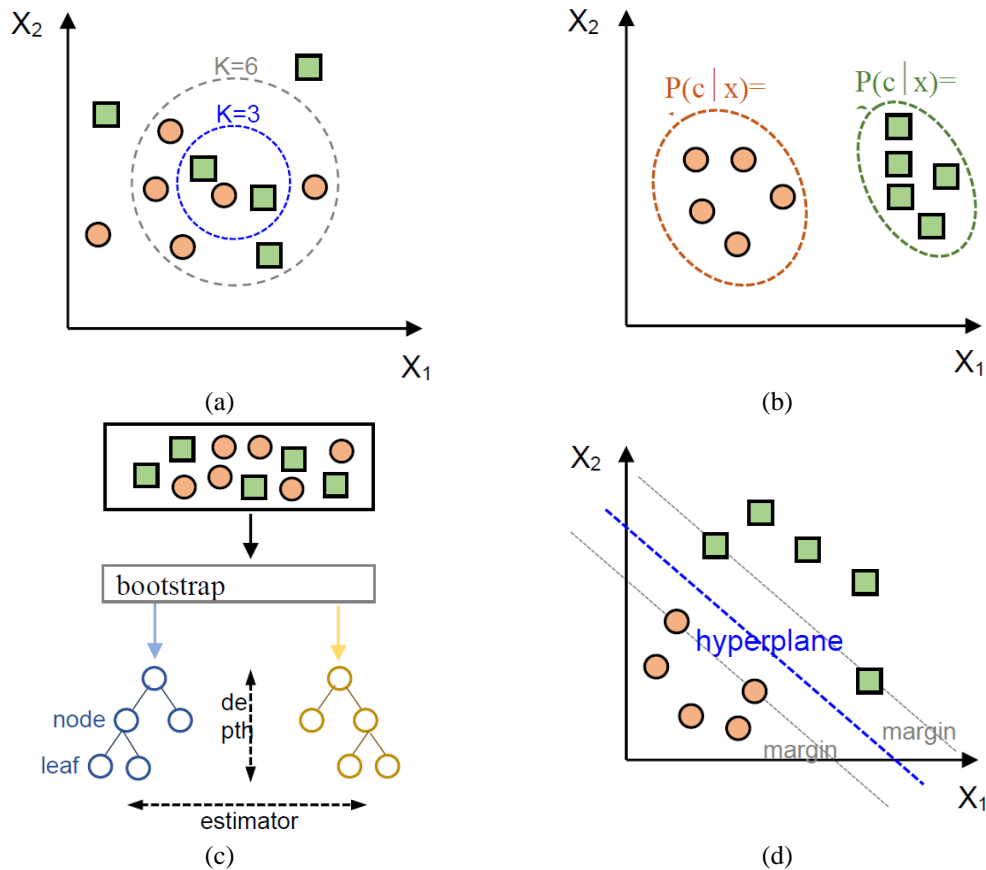 X₂
K=6
K=3
X₁
(a)
X₂
P(c | x)=
P(c | x)=
X₁
(b)
bootstrap
node
leaf
de
pth
estimator
(c)
X₂
hyperplane
margin
margin
X₁
(d)